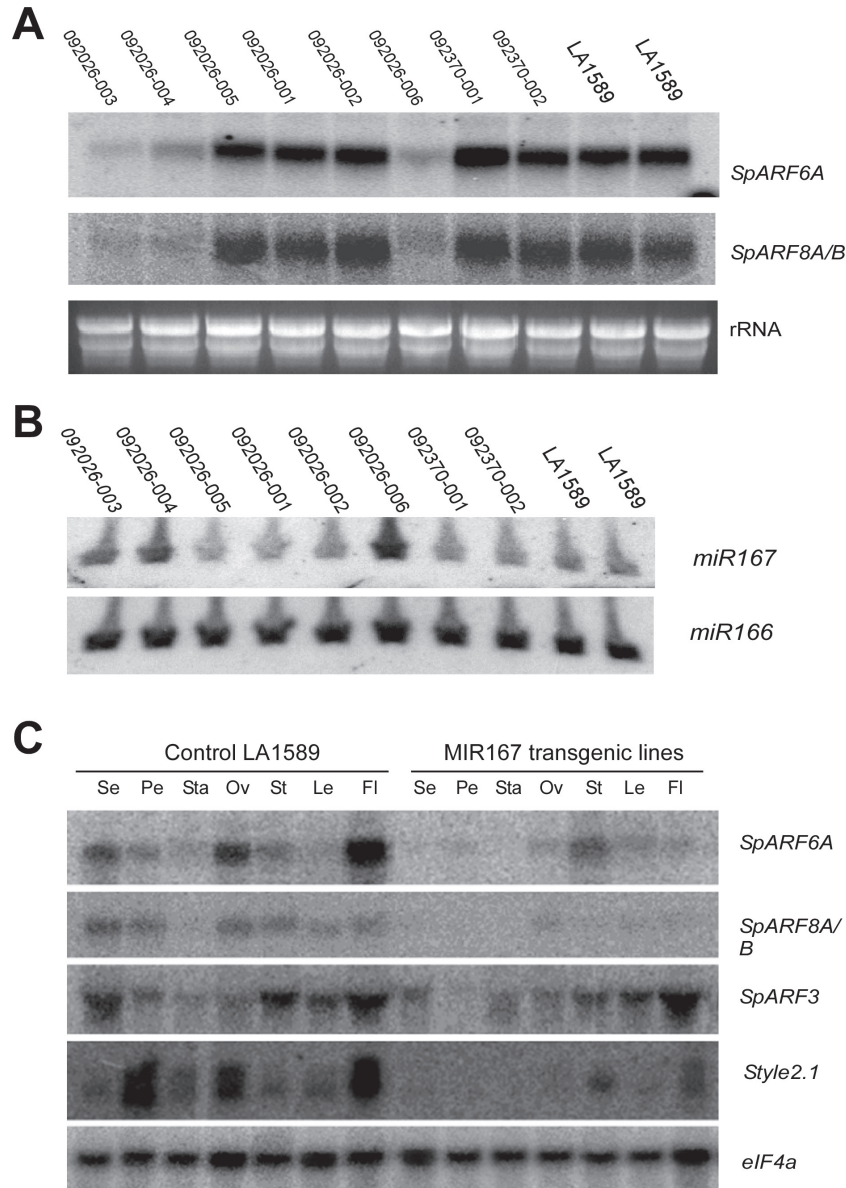 A
092026-003 092026-004 092026-005 092026-001 092026-002 092026-006 092370-001 092370-002 LA1589 LA1589
SpARF6A
SpARF8A/B
rRNA
B
092026-003 092026-004 092026-005 092026-001 092026-002 092026-006 092370-001 092370-002 LA1589 LA1589
miR167
miR166
C
Control LA1589 MIR167 transgenic lines
Se Pe Sta Ov St Le Fl Se Pe Sta Ov St Le Fl
SpARF6A
SpARF8A/
B
SpARF3
Style2.1
eIF4a